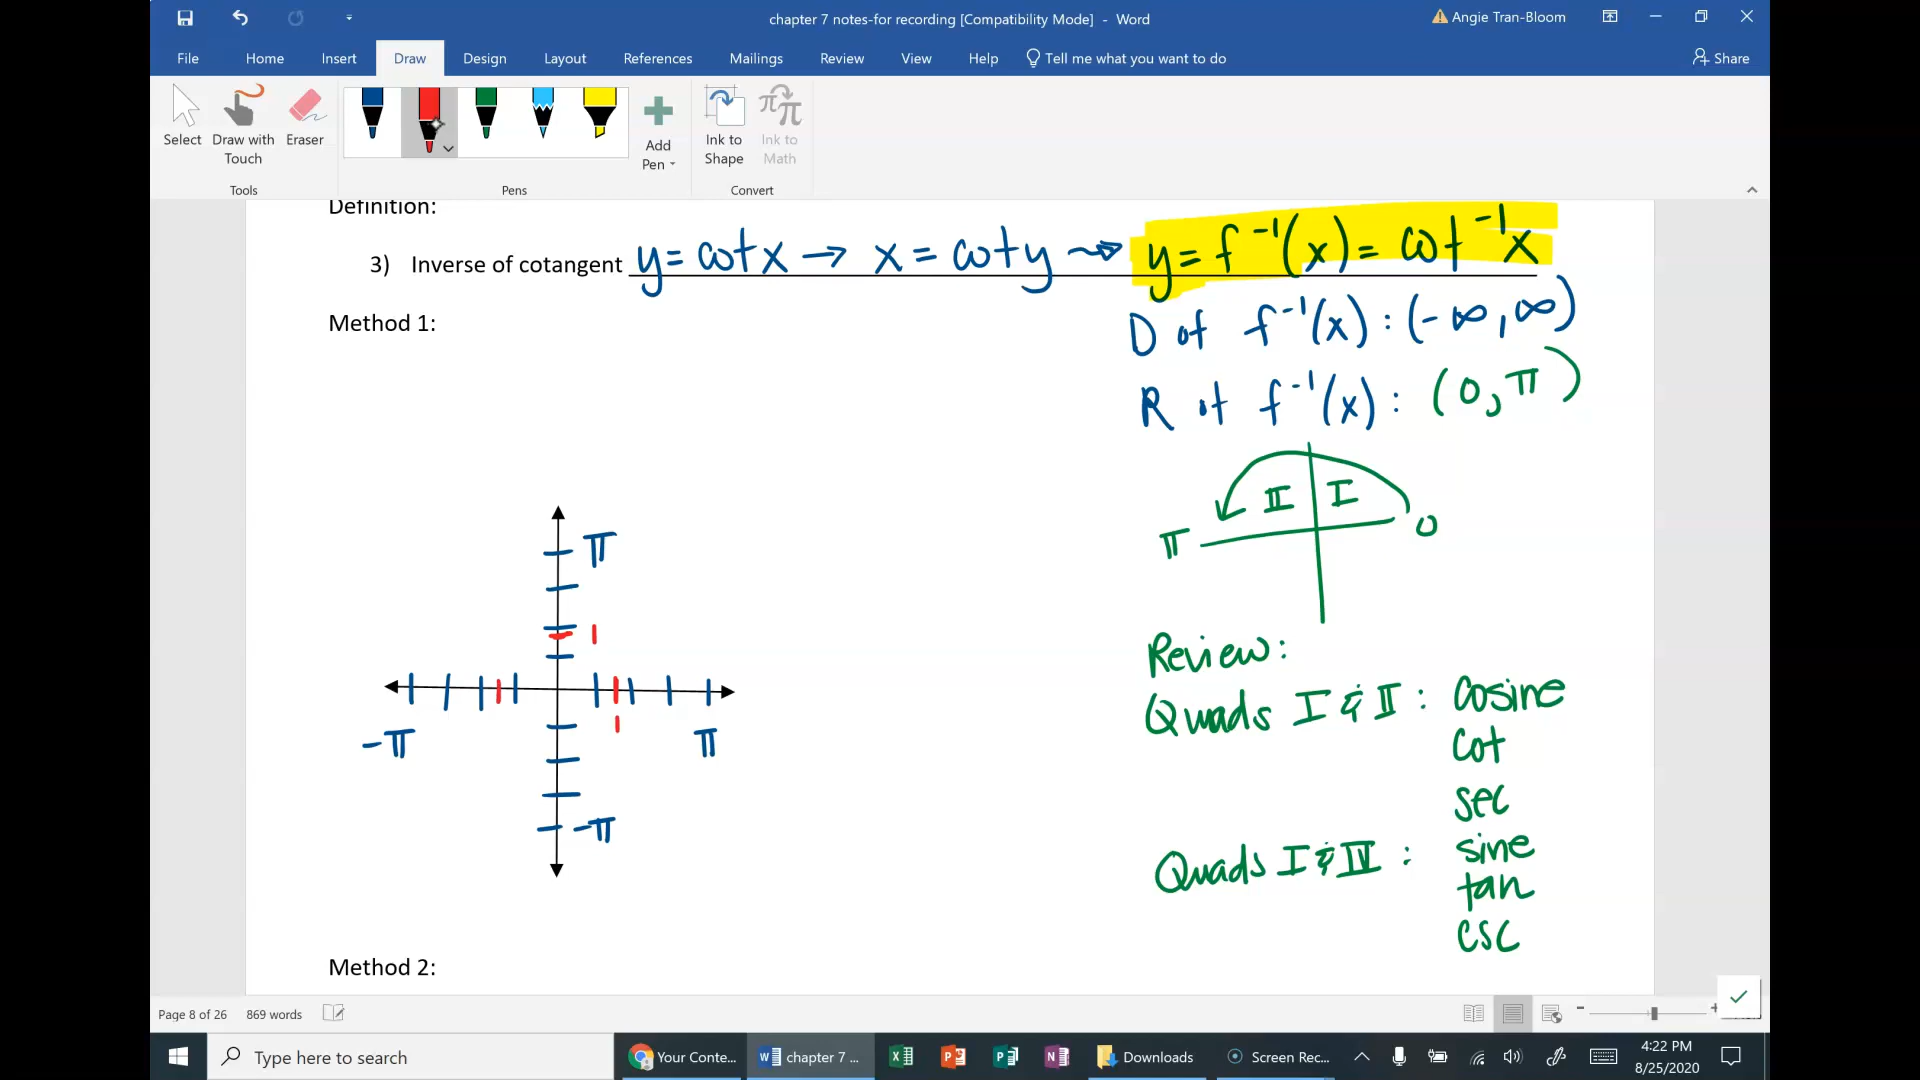 chapter 7 notes-for recording [Compatibility Mode] - Word
Angie Tran-Bloom
File Home Insert Draw Design Layout References Mailings Review View Help Tell me what you want to do Share
Select Draw with Touch Eraser
Add Pen
Ink to Shape
Ink to Math
Tools Pens Convert
Definition:
3) Inverse of cotangent y = cot x → x = cot y ⇝ y = f⁻¹(x) = cot⁻¹x
D of f⁻¹(x) : (-∞, ∞)
Method 1:
R of f⁻¹(x) : (0, π)
II I
π 0
π
1
-π 1 π
-π
Review:
Quads I & II : cosine
cot
sec
Quads I & IV : sine
tan
csc
Method 2:
Page 8 of 26 869 words
Type here to search
Your Conte...
chapter 7 ...
Downloads
Screen Rec...
4:22 PM
8/25/2020